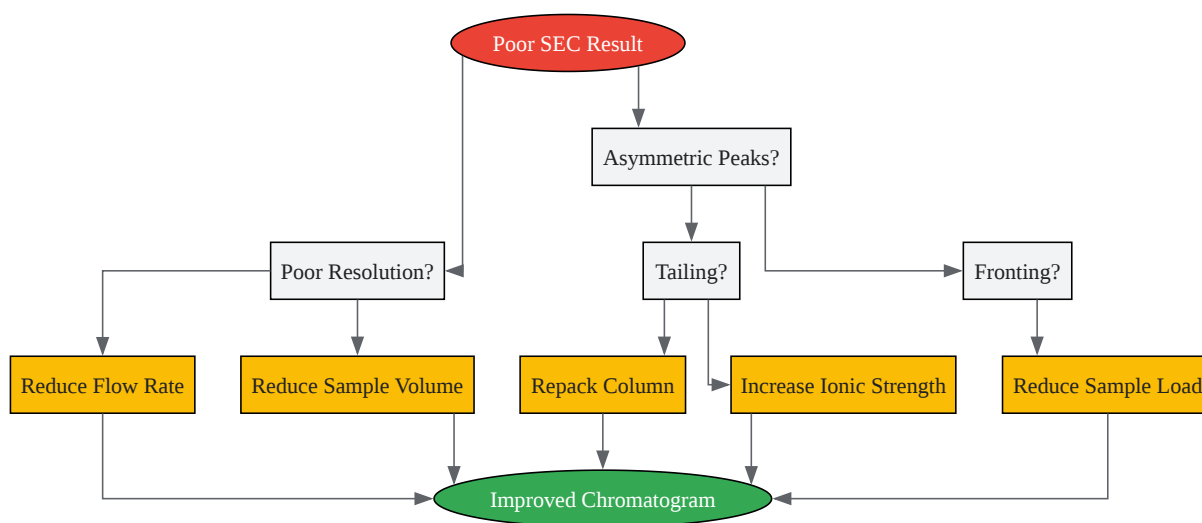 Poor SEC Result
Asymmetric Peaks?
Poor Resolution?
Tailing?
Fronting?
Reduce Flow Rate
Reduce Sample Volume
Repack Column
Increase Ionic Strength
Reduce Sample Load
Improved Chromatogram